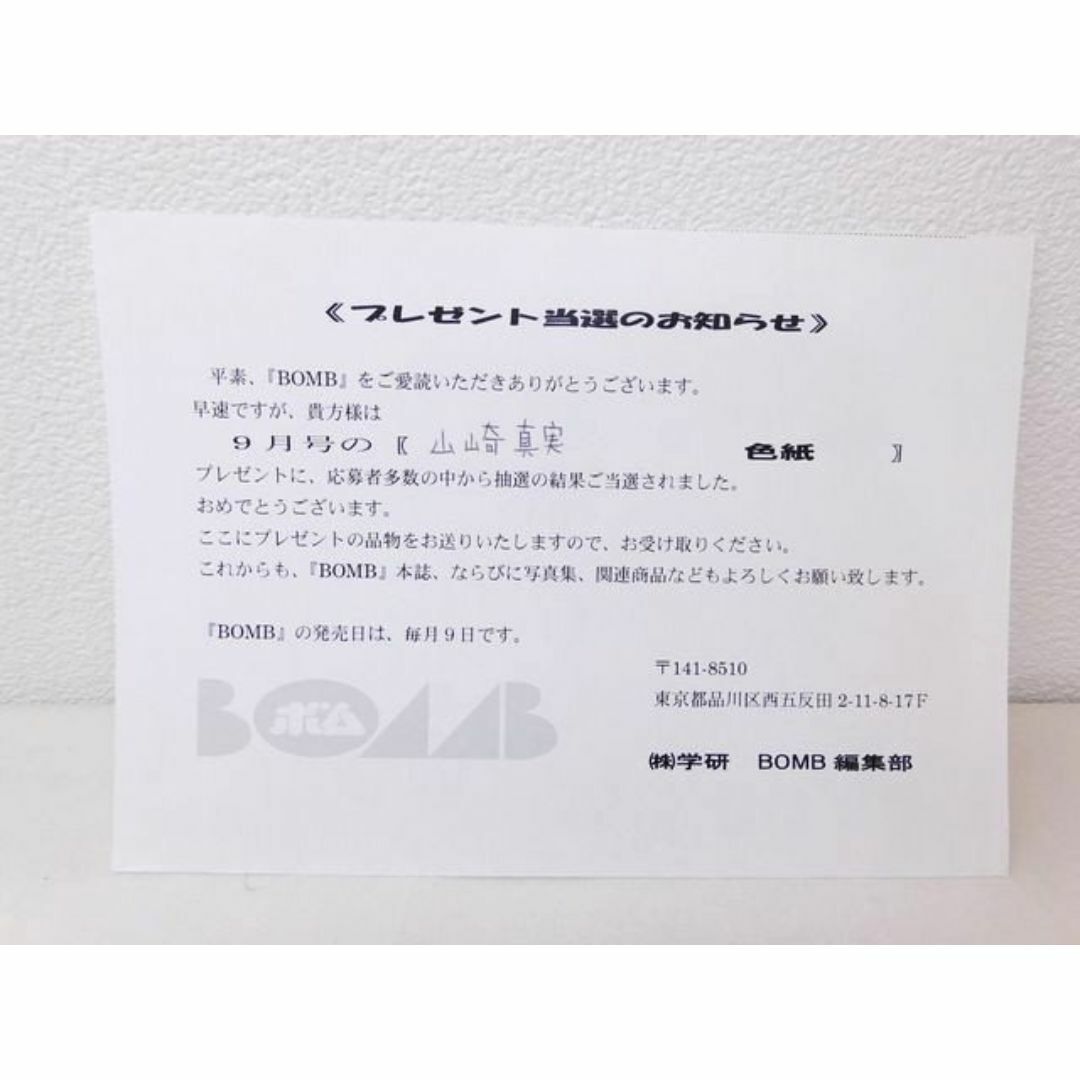 《プレゼント当選のお知らせ》
平素、『BOMB』をご愛読いただきありがとうございます。
早速ですが、貴方様は
9月号の〖 山崎真実 色紙 〗
プレゼントに、応募者多数の中から抽選の結果ご当選されました。
おめでとうございます。
ここにプレゼントの品物をお送りいたしますので、お受け取りください。
これからも、『BOMB』本誌、ならびに写真集、関連商品などもよろしくお願い致します。
『BOMB』の発売日は、毎月9日です。
〒141-8510
東京都品川区西五反田 2-11-8-17F
BOMB
ボム
㈱学研 BOMB 編集部